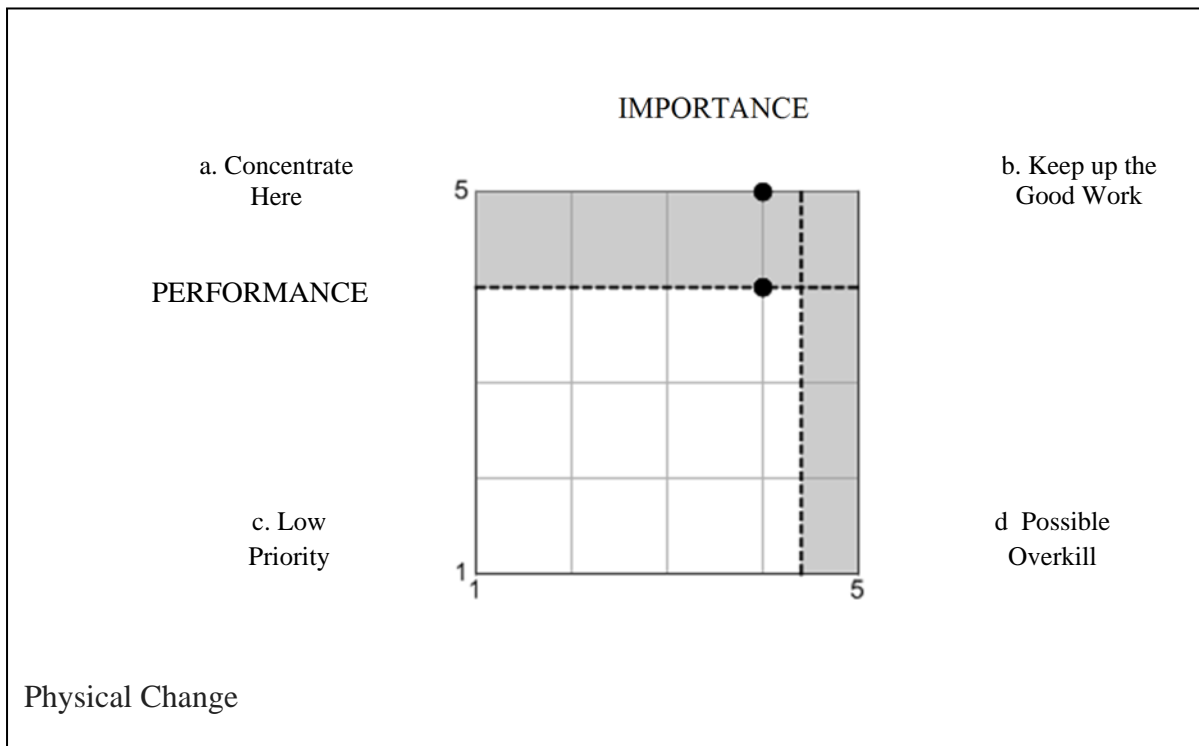 IMPORTANCE
a. Concentrate
Here
b. Keep up the
Good Work
5
PERFORMANCE
c. Low
Priority
d Possible
Overkill
1
1
5
Physical Change